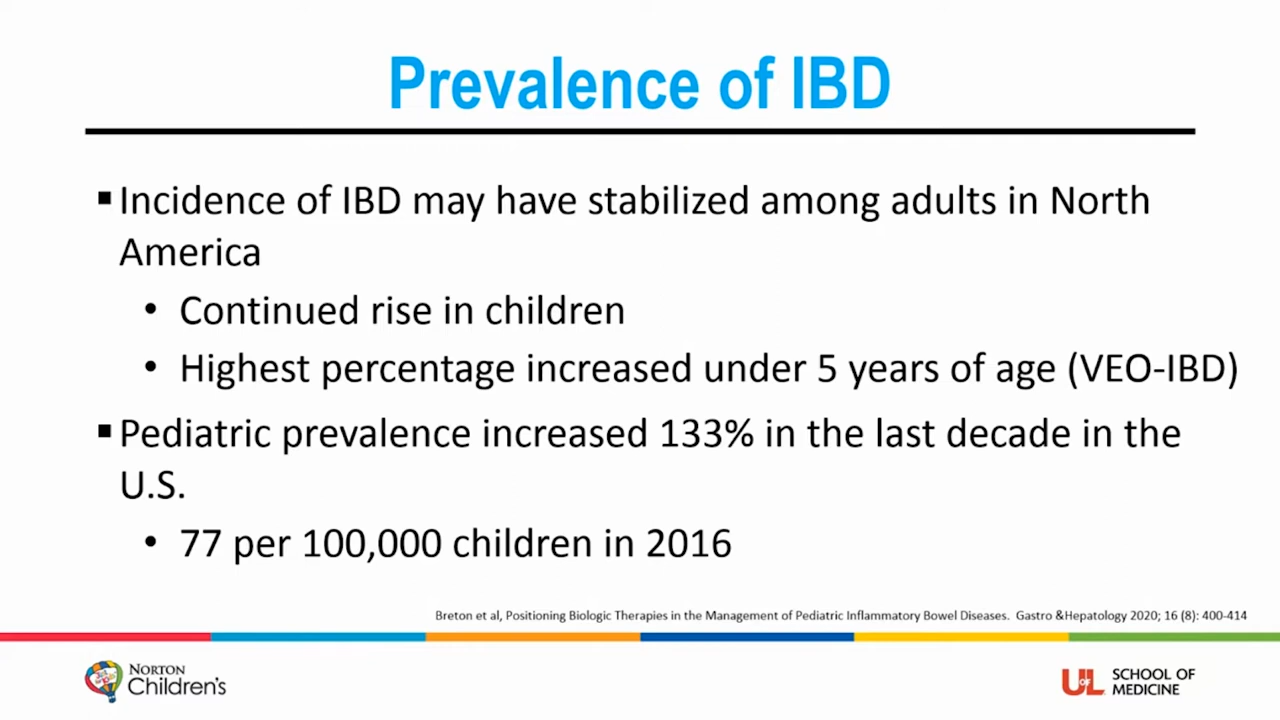 Prevalence of IBD
▪ Incidence of IBD may have stabilized among adults in North
America
• Continued rise in children
• Highest percentage increased under 5 years of age (VEO-IBD)
▪ Pediatric prevalence increased 133% in the last decade in the
U.S.
• 77 per 100,000 children in 2016
Breton et al, Positioning Biologic Therapies in the Management of Pediatric Inflammatory Bowel Diseases. Gastro &Hepatology 2020; 16 (8): 400-414
NORTON
Children's
UofL SCHOOL OF
MEDICINE